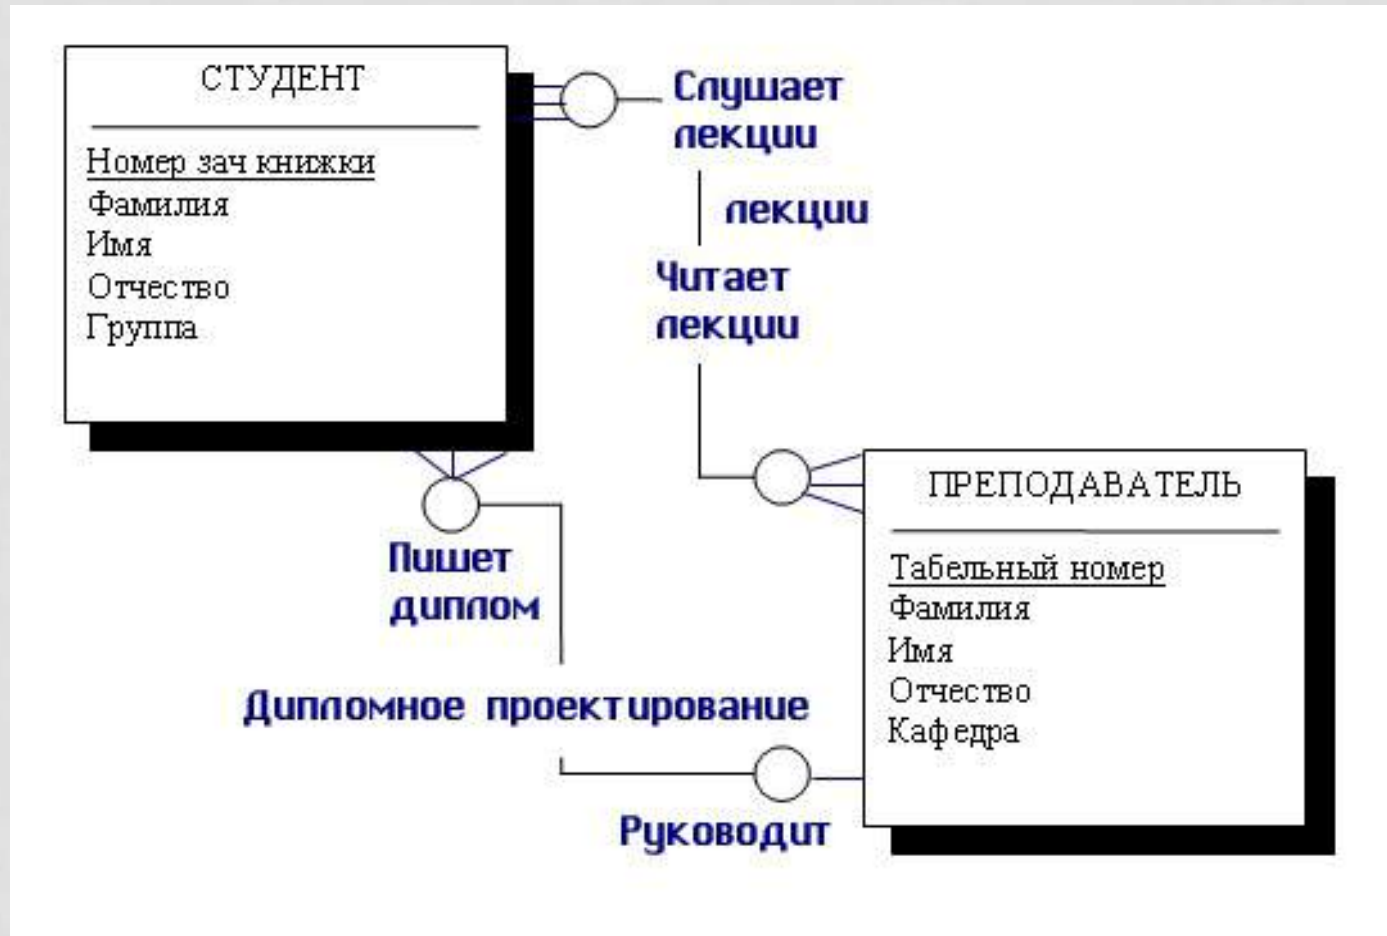 СТУДЕНТ
Номер зач книжки
Фамилия
Имя
Отчество
Группа
Слушает
лекции
лекции
Читает
лекции
ПРЕПОДАВАТЕЛЬ
Табельный номер
Фамилия
Имя
Отчество
Кафедра
Пишет
диплом
Дипломное проектирование
Руководит